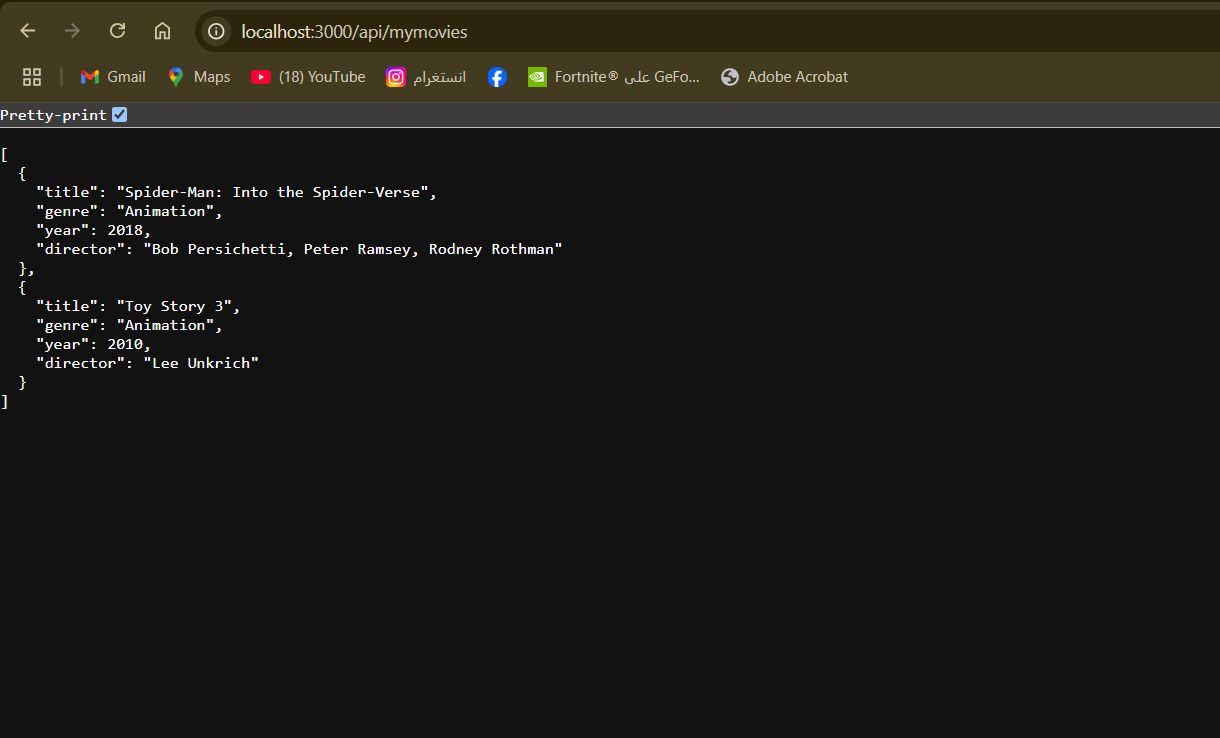 localhost:3000/api/mymovies
Gmail Maps (18) YouTube انستغرام Fortnite® على GeFo... Adobe Acrobat
Pretty-print
[
  {
    "title": "Spider-Man: Into the Spider-Verse",
    "genre": "Animation",
    "year": 2018,
    "director": "Bob Persichetti, Peter Ramsey, Rodney Rothman"
  },
  {
    "title": "Toy Story 3",
    "genre": "Animation",
    "year": 2010,
    "director": "Lee Unkrich"
  }
]